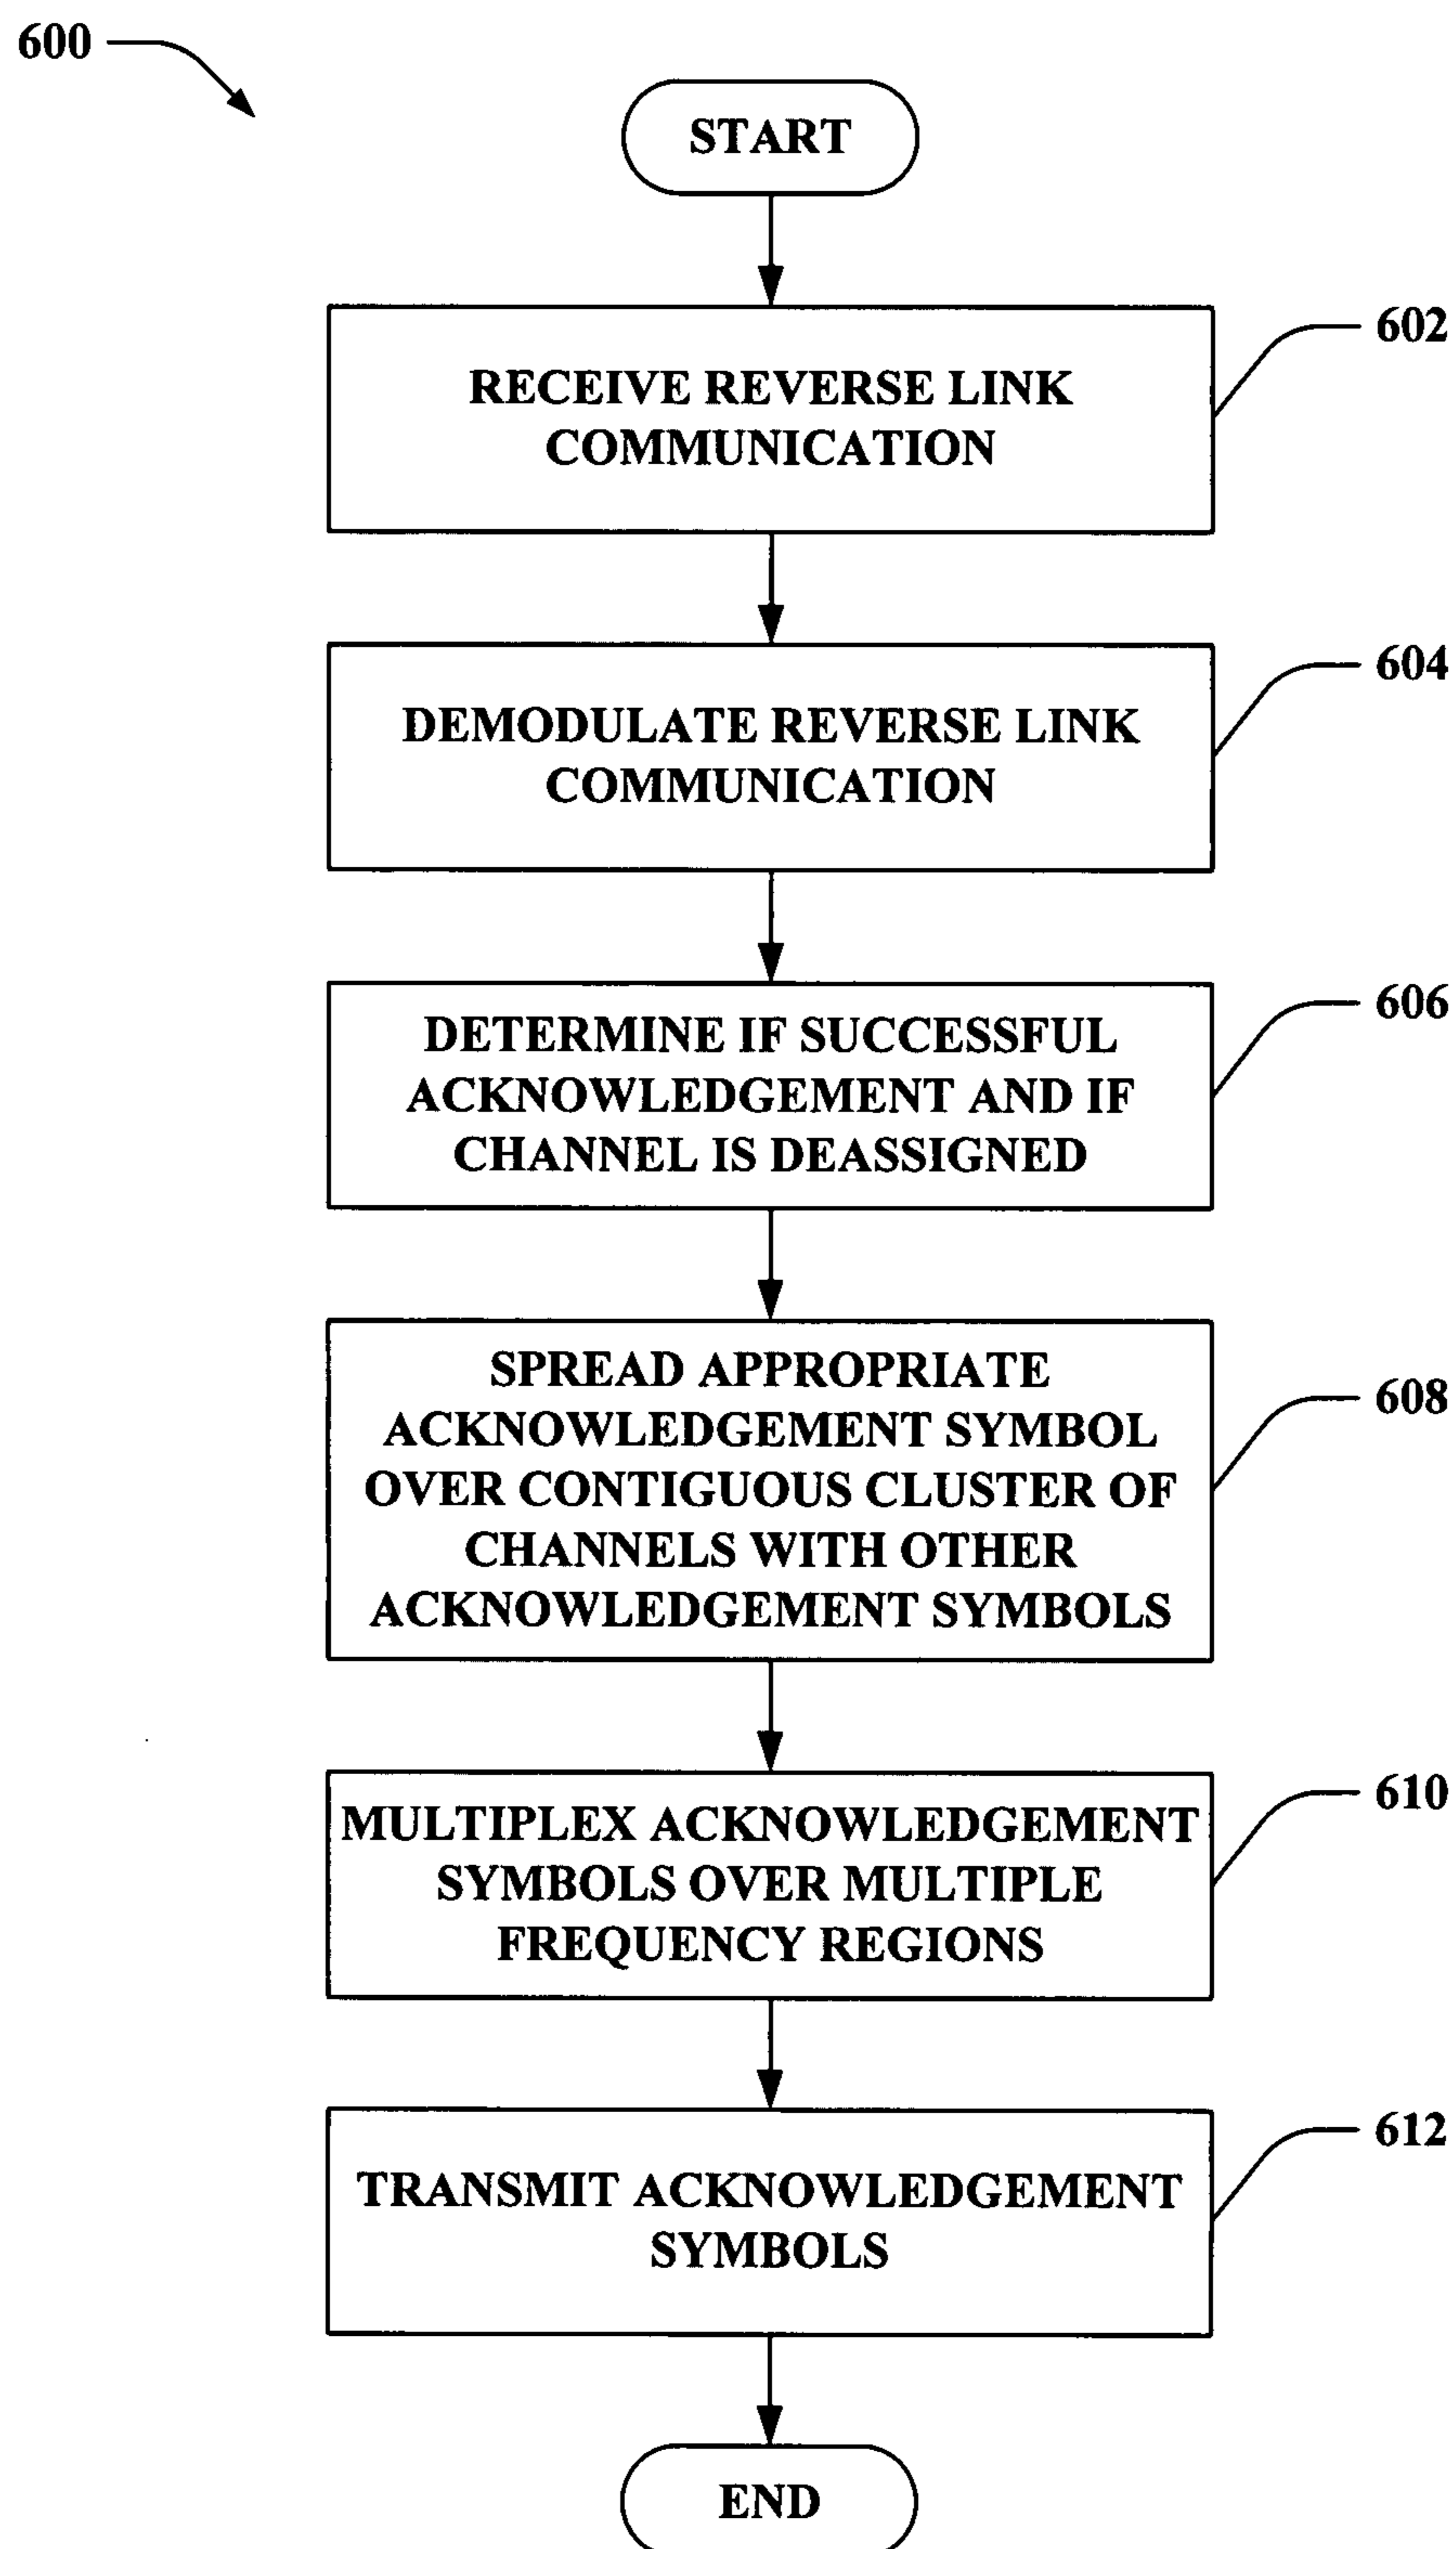 600
START
RECEIVE REVERSE LINK
COMMUNICATION
602
DEMODULATE REVERSE LINK
COMMUNICATION
604
DETERMINE IF SUCCESSFUL
ACKNOWLEDGEMENT AND IF
CHANNEL IS DEASSIGNED
606
SPREAD APPROPRIATE
ACKNOWLEDGEMENT SYMBOL
OVER CONTIGUOUS CLUSTER OF
CHANNELS WITH OTHER
ACKNOWLEDGEMENT SYMBOLS
608
MULTIPLEX ACKNOWLEDGEMENT
SYMBOLS OVER MULTIPLE
FREQUENCY REGIONS
610
TRANSMIT ACKNOWLEDGEMENT
SYMBOLS
612
END